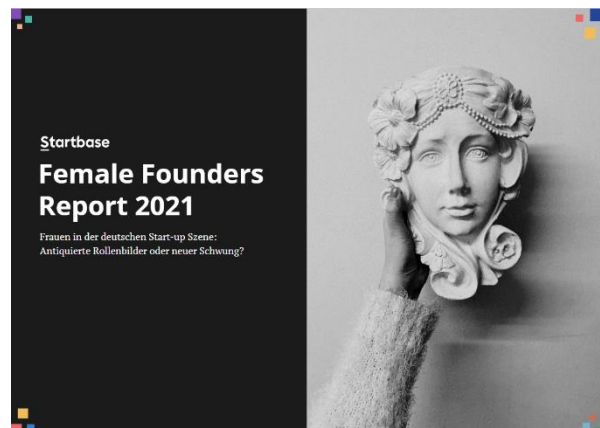 Startbase
Female Founders
Report 2021
Frauen in der deutschen Start-up Szene:
Antiquierte Rollenbilder oder neuer Schwung?